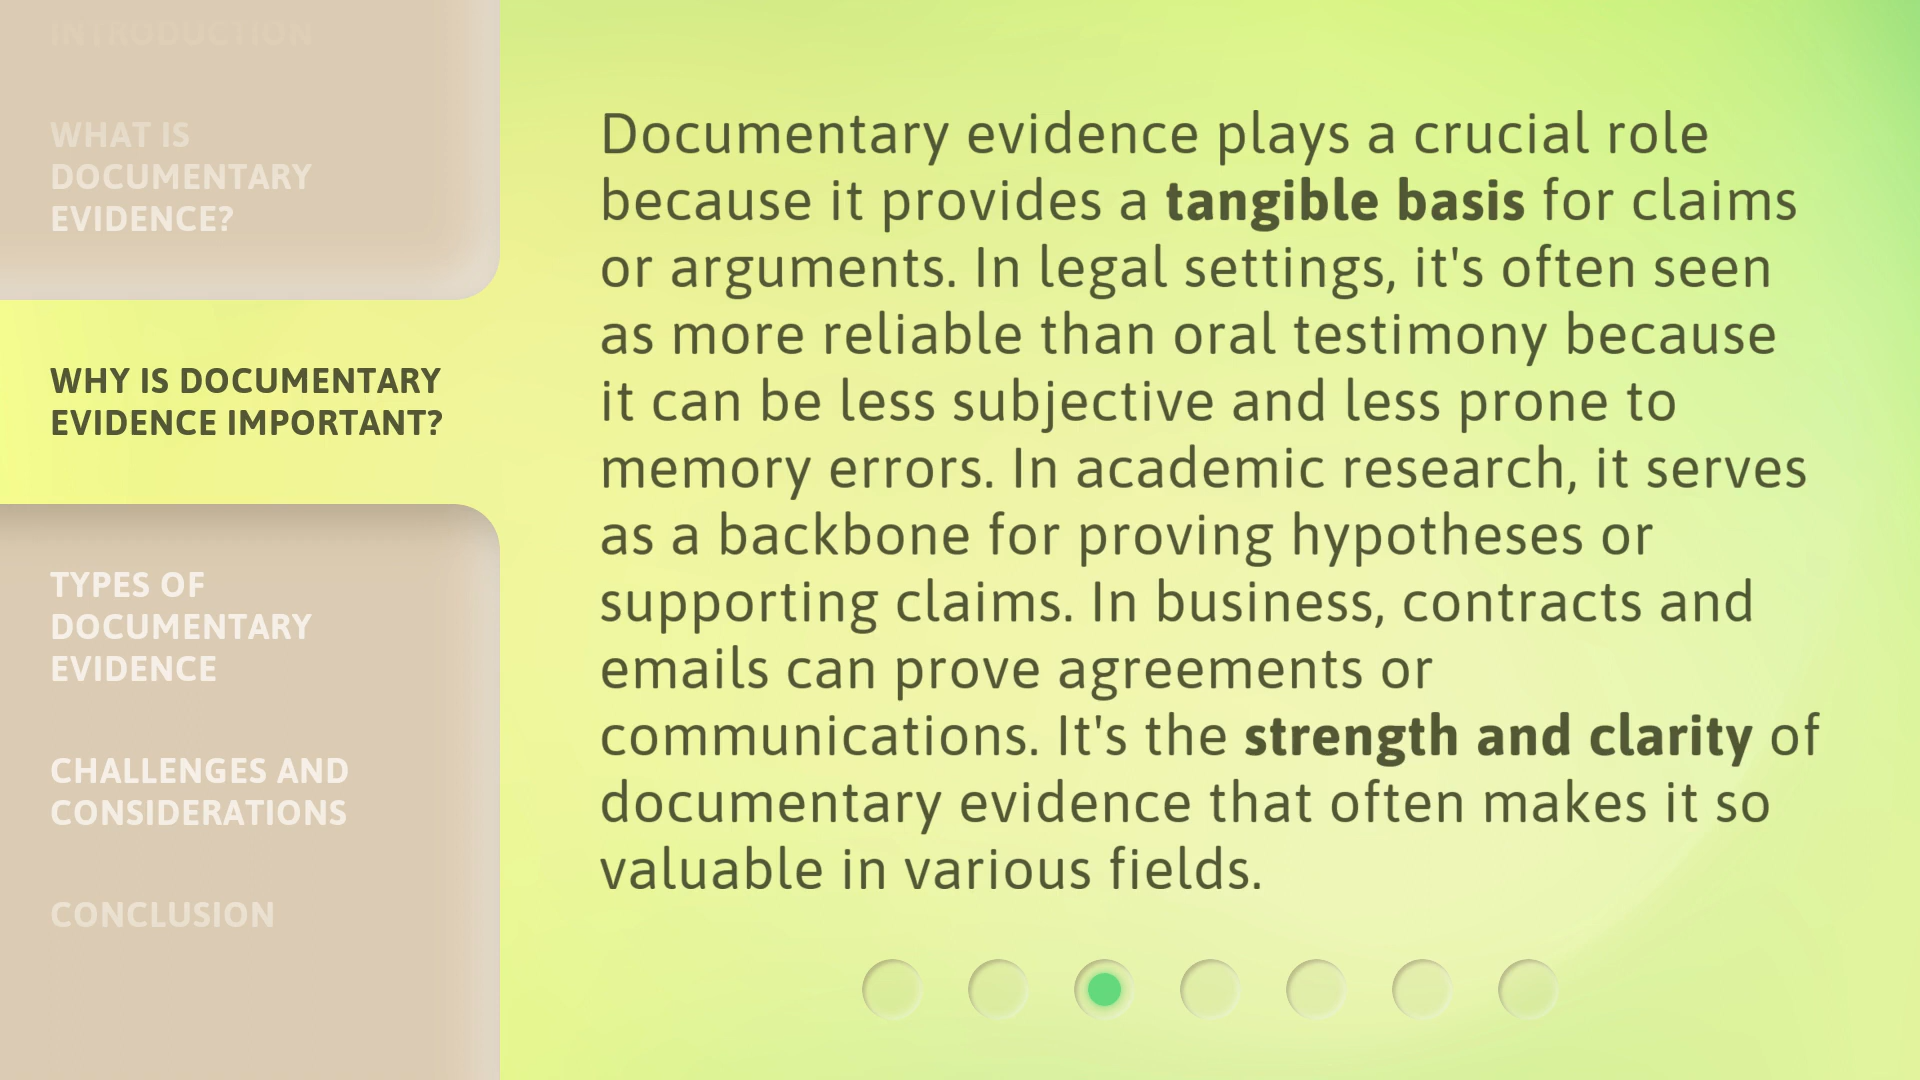 INTRODUCTION
WHAT IS
DOCUMENTARY
EVIDENCE?
WHY IS DOCUMENTARY
EVIDENCE IMPORTANT?
TYPES OF
DOCUMENTARY
EVIDENCE
CHALLENGES AND
CONSIDERATIONS
CONCLUSION
Documentary evidence plays a crucial role
because it provides a tangible basis for claims
or arguments. In legal settings, it's often seen
as more reliable than oral testimony because
it can be less subjective and less prone to
memory errors. In academic research, it serves
as a backbone for proving hypotheses or
supporting claims. In business, contracts and
emails can prove agreements or
communications. It's the strength and clarity of
documentary evidence that often makes it so
valuable in various fields.